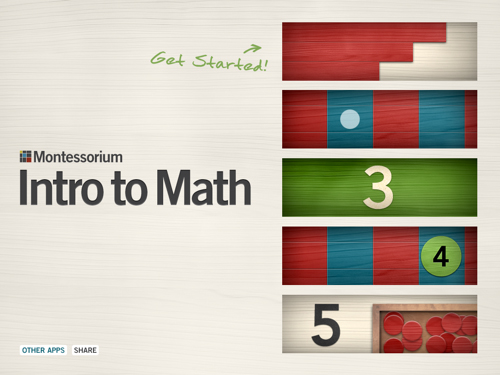 Get Started!
Montessorium
Intro to Math
3
4
5
OTHER APPS SHARE